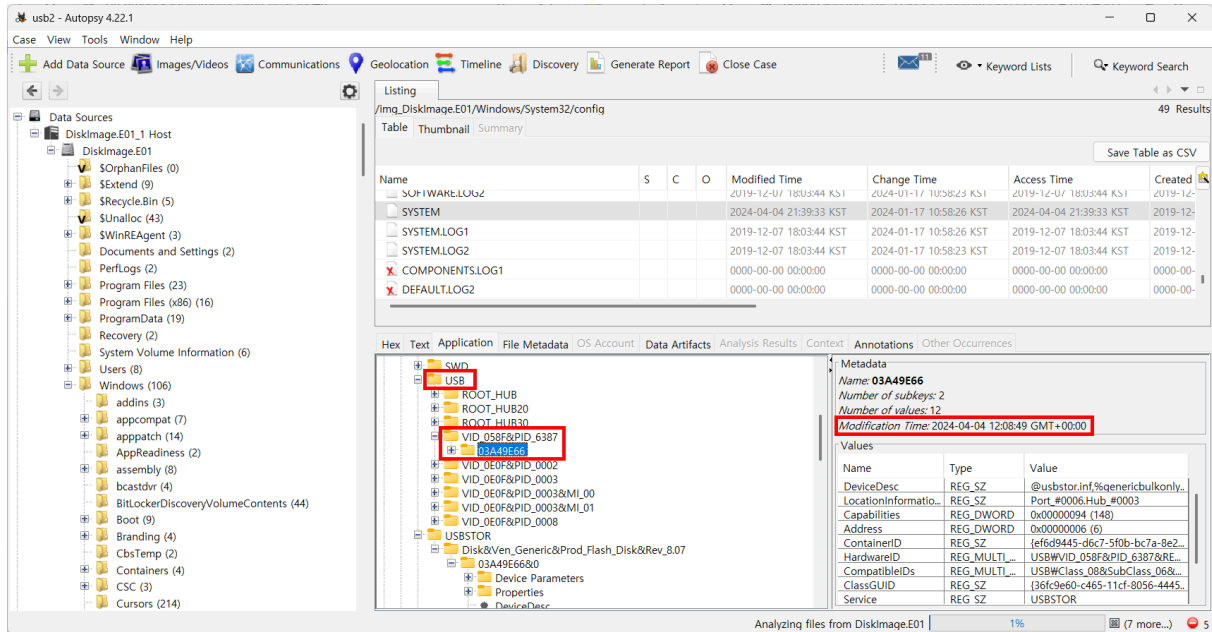 usb2 - Autopsy 4.22.1
Case View Tools Window Help
Add Data Source Images/Videos Communications Geolocation Timeline Discovery Generate Report Close Case 11 Keyword Lists Keyword Search
Data Sources
DiskImage.E01_1 Host
DiskImage.E01
$OrphanFiles (0)
$Extend (9)
$Recycle.Bin (5)
$Unalloc (43)
$WinREAgent (3)
Documents and Settings (2)
PerfLogs (2)
Program Files (23)
Program Files (x86) (16)
ProgramData (19)
Recovery (2)
System Volume Information (6)
Users (8)
Windows (106)
addins (3)
appcompat (7)
apppatch (14)
AppReadiness (2)
assembly (8)
bcastdvr (4)
BitLockerDiscoveryVolumeContents (44)
Boot (9)
Branding (4)
CbsTemp (2)
Containers (4)
CSC (3)
Cursors (214)
Listing
/img_DiskImage.E01/Windows/System32/config 49 Results
Table Thumbnail Summary
Save Table as CSV
Name S C O Modified Time Change Time Access Time Created
SOFTWARE.LOG2 2019-12-07 18:03:44 KST 2024-01-17 10:58:23 KST 2019-12-07 18:03:44 KST 2019-12-
SYSTEM 2024-04-04 21:39:33 KST 2024-01-17 10:58:26 KST 2024-04-04 21:39:33 KST 2019-12-
SYSTEM.LOG1 2019-12-07 18:03:44 KST 2024-01-17 10:58:26 KST 2019-12-07 18:03:44 KST 2019-12-
SYSTEM.LOG2 2019-12-07 18:03:44 KST 2024-01-17 10:58:23 KST 2019-12-07 18:03:44 KST 2019-12-
COMPONENTS.LOG1 0000-00-00 00:00:00 0000-00-00 00:00:00 0000-00-00 00:00:00 0000-00-
DEFAULT.LOG2 0000-00-00 00:00:00 0000-00-00 00:00:00 0000-00-00 00:00:00 0000-00-
Hex Text Application File Metadata OS Account Data Artifacts Analysis Results Context Annotations Other Occurrences
SWD
USB
ROOT_HUB
ROOT_HUB20
ROOT_HUB30
VID_058F&PID_6387
03A49E66
VID_0E0F&PID_0002
VID_0E0F&PID_0003
VID_0E0F&PID_0003&MI_00
VID_0E0F&PID_0003&MI_01
VID_0E0F&PID_0008
USBSTOR
Disk&Ven_Generic&Prod_Flash_Disk&Rev_8.07
03A49E66&0
Device Parameters
Properties
DeviceDesc
Metadata
Name: 03A49E66
Number of subkeys: 2
Number of values: 12
Modification Time: 2024-04-04 12:08:49 GMT+00:00
Values
Name Type Value
DeviceDesc REG_SZ @usbstor.inf,%genericbulkonly..
LocationInformatio... REG_SZ Port_#0006.Hub_#0003
Capabilities REG_DWORD 0x00000094 (148)
Address REG_DWORD 0x00000006 (6)
ContainerID REG_SZ {ef6d9445-d6c7-5f0b-bc7a-8e2...
HardwareID REG_MULTI_... USB₩VID_058F&PID_6387&RE...
CompatibleIDs REG_MULTI_... USB₩Class_08&SubClass_06&...
ClassGUID REG_SZ {36fc9e60-c465-11cf-8056-4445..
Service REG_SZ USBSTOR
Analyzing files from DiskImage.E01 1% (7 more...) 5